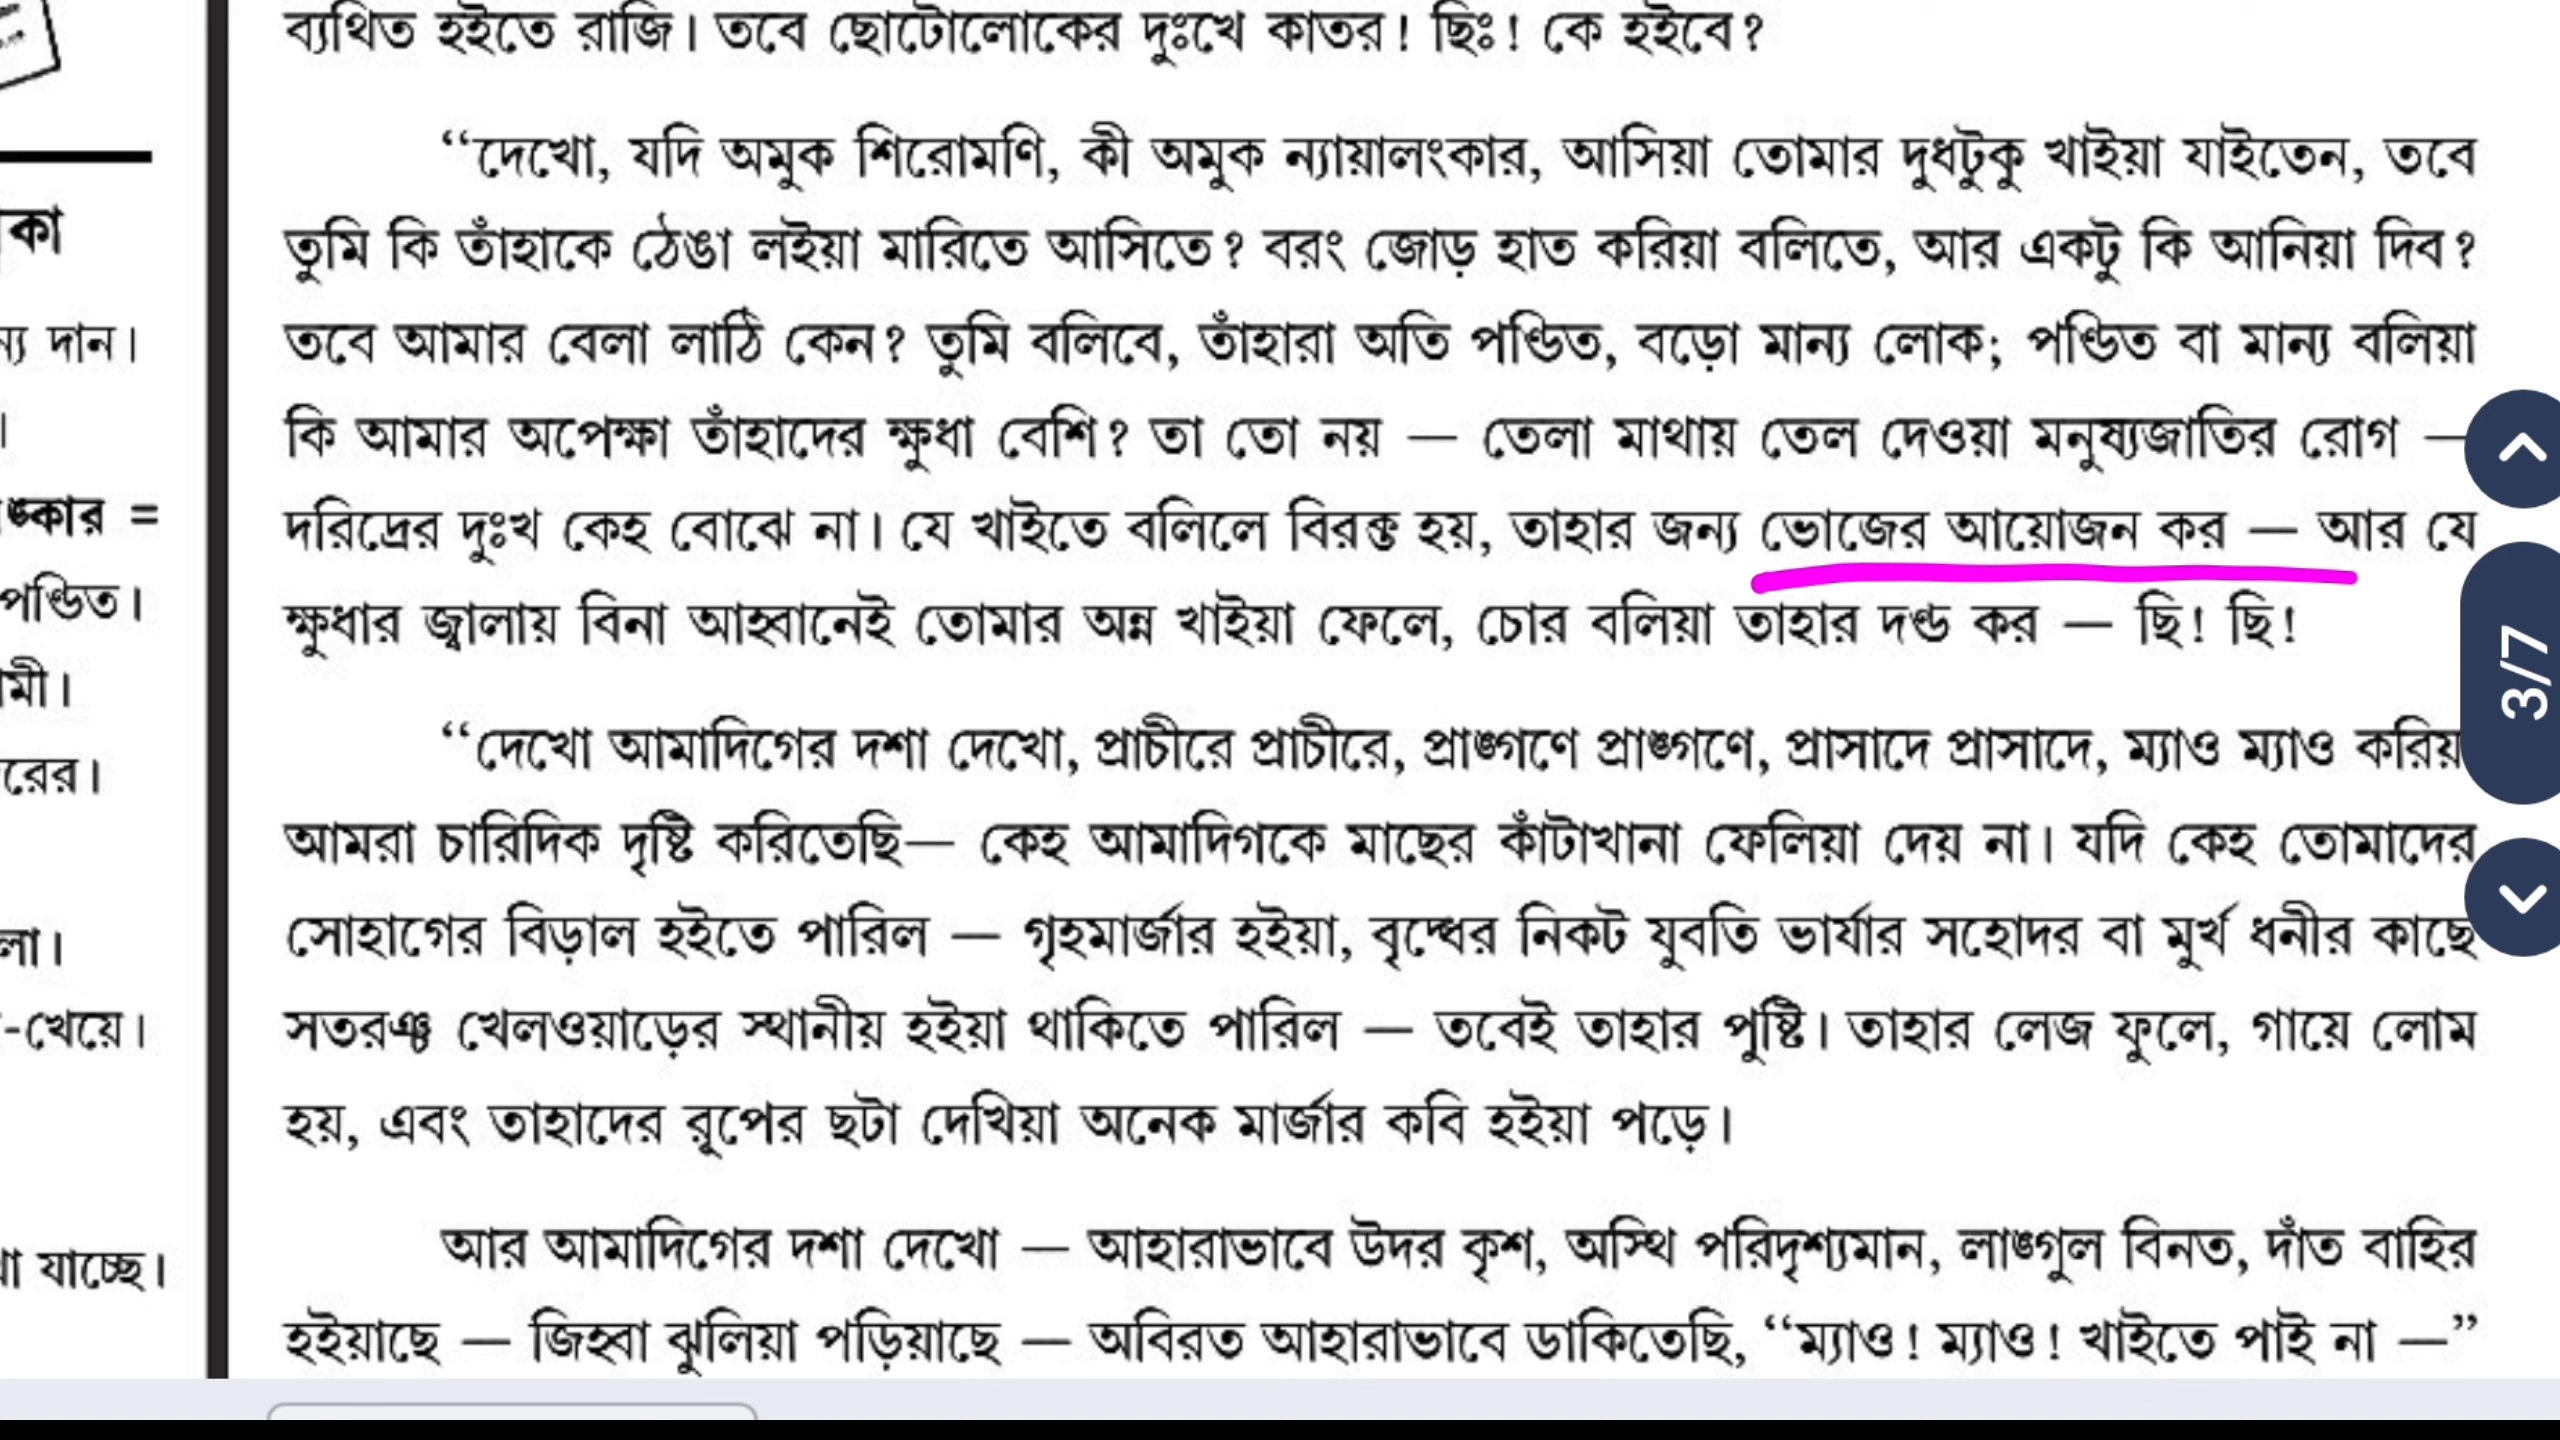 ব্যথিত হইতে রাজি। তবে ছোটোলোকের দুঃখে কাতর! ছিঃ! কে হইবে?
“দেখো, যদি অমুক শিরোমণি, কী অমুক ন্যায়ালংকার, আসিয়া তোমার দুধটুকু খাইয়া যাইতেন, তবে
তুমি কি তাঁহাকে ঠেঙা লইয়া মারিতে আসিতে? বরং জোড় হাত করিয়া বলিতে, আর একটু কি আনিয়া দিব?
তবে আমার বেলা লাঠি কেন? তুমি বলিবে, তাঁহারা অতি পণ্ডিত, বড়ো মান্য লোক; পণ্ডিত বা মান্য বলিয়া
কি আমার অপেক্ষা তাঁহাদের ক্ষুধা বেশি? তা তো নয় — তেলা মাথায় তেল দেওয়া মনুষ্যজাতির রোগ —
দরিদ্রের দুঃখ কেহ বোঝে না। যে খাইতে বলিলে বিরক্ত হয়, তাহার জন্য ভোজের আয়োজন কর — আর যে
ক্ষুধার জ্বালায় বিনা আহ্বানেই তোমার অন্ন খাইয়া ফেলে, চোর বলিয়া তাহার দণ্ড কর — ছি! ছি!
“দেখো আমাদিগের দশা দেখো, প্রাচীরে প্রাচীরে, প্রাঙ্গণে প্রাঙ্গণে, প্রাসাদে প্রাসাদে, ম্যাও ম্যাও করিয়
আমরা চারিদিক দৃষ্টি করিতেছি— কেহ আমাদিগকে মাছের কাঁটাখানা ফেলিয়া দেয় না। যদি কেহ তোমাদের
সোহাগের বিড়াল হইতে পারিল — গৃহমার্জার হইয়া, বৃদ্ধের নিকট যুবতি ভার্যার সহোদর বা মুর্খ ধনীর কাছে
সতরঞ্চ খেলওয়াড়ের স্থানীয় হইয়া থাকিতে পারিল — তবেই তাহার পুষ্টি। তাহার লেজ ফুলে, গায়ে লোম
হয়, এবং তাহাদের রূপের ছটা দেখিয়া অনেক মার্জার কবি হইয়া পড়ে।
আর আমাদিগের দশা দেখো — আহারাভাবে উদর কৃশ, অস্থি পরিদৃশ্যমান, লাঙ্গুল বিনত, দাঁত বাহির
হইয়াছে — জিহ্বা ঝুলিয়া পড়িয়াছে — অবিরত আহারাভাবে ডাকিতেছি, “ম্যাও! ম্যাও! খাইতে পাই না —”
কা
ন্য দান।
ঙ্কার =
পণ্ডিত।
মী।
রের।
লা।
-খেয়ে।
যাচ্ছে।
3/7